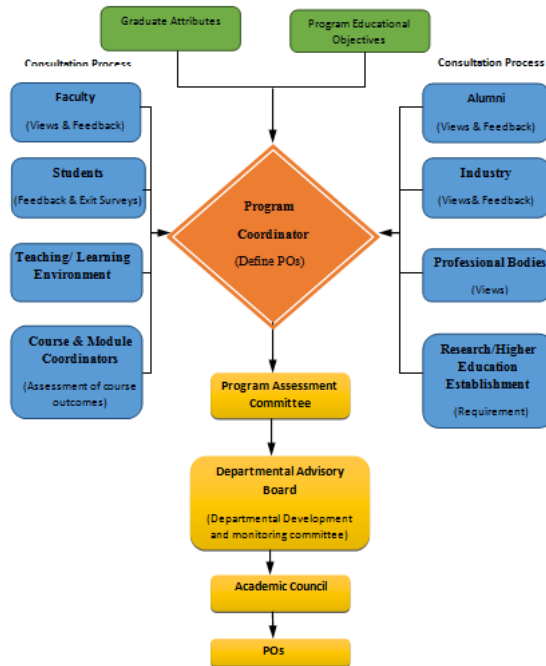 Graduate Attributes
Program Educational
Objectives
Consultation Process
Faculty
(Views & Feedback)
Students
(Feedback & Exit Surveys)
Teaching/ Learning
Environment
Course & Module
Coordinators
(Assessment of course
outcomes)
Program
Coordinator
(Define POs)
Consultation Process
Alumni
(Views & Feedback)
Industry
(Views& Feedback)
Professional Bodies
(Views)
Research/Higher
Education
Establishment
(Requirement)
Program Assessment
Committee
Departmental Advisory
Board
(Departmental Development
and monitoring committee)
Academic Council
POs